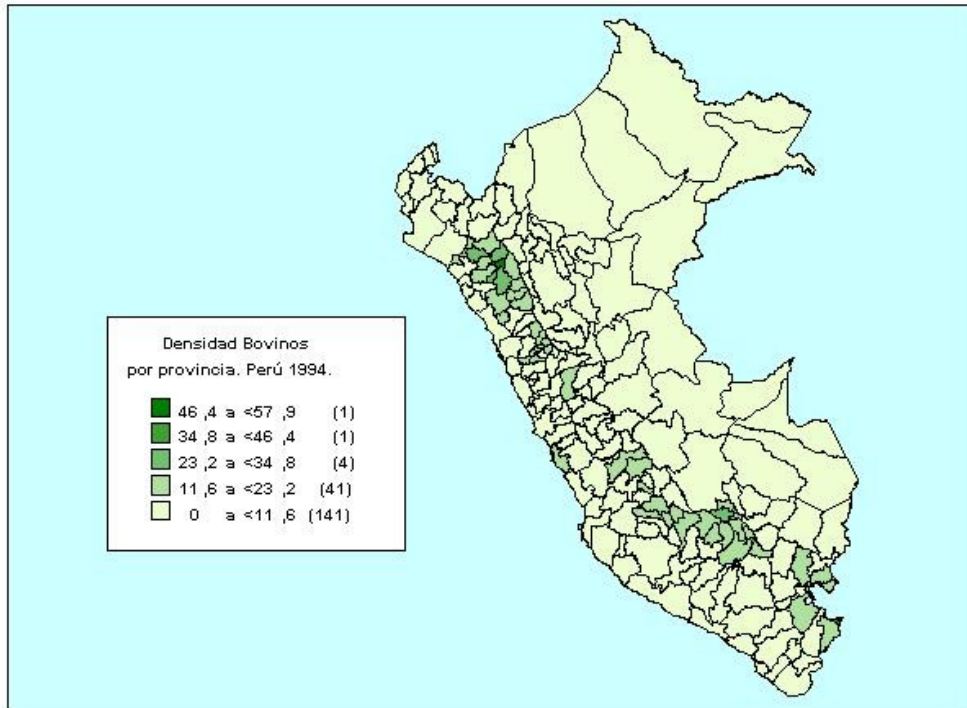 Densidad Bovinos
por provincia. Perú 1994.
46 ,4 a <57 ,9 (1)
34 ,8 a <46 ,4 (1)
23 ,2 a <34 ,8 (4)
11 ,6 a <23 ,2 (41)
0 a <11 ,6 (141)